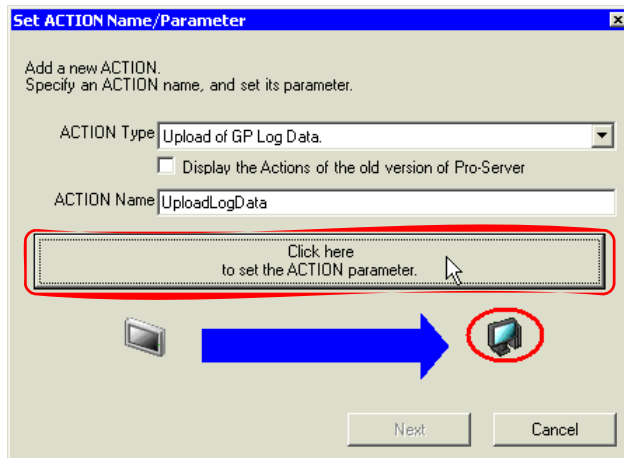 Set ACTION Name/Parameter
Add a new ACTION.
Specify an ACTION name, and set its parameter.
ACTION Type Upload of GP Log Data.
Display the Actions of the old version of Pro-Server
ACTION Name UploadLogData
Click here
to set the ACTION parameter.
Next Cancel